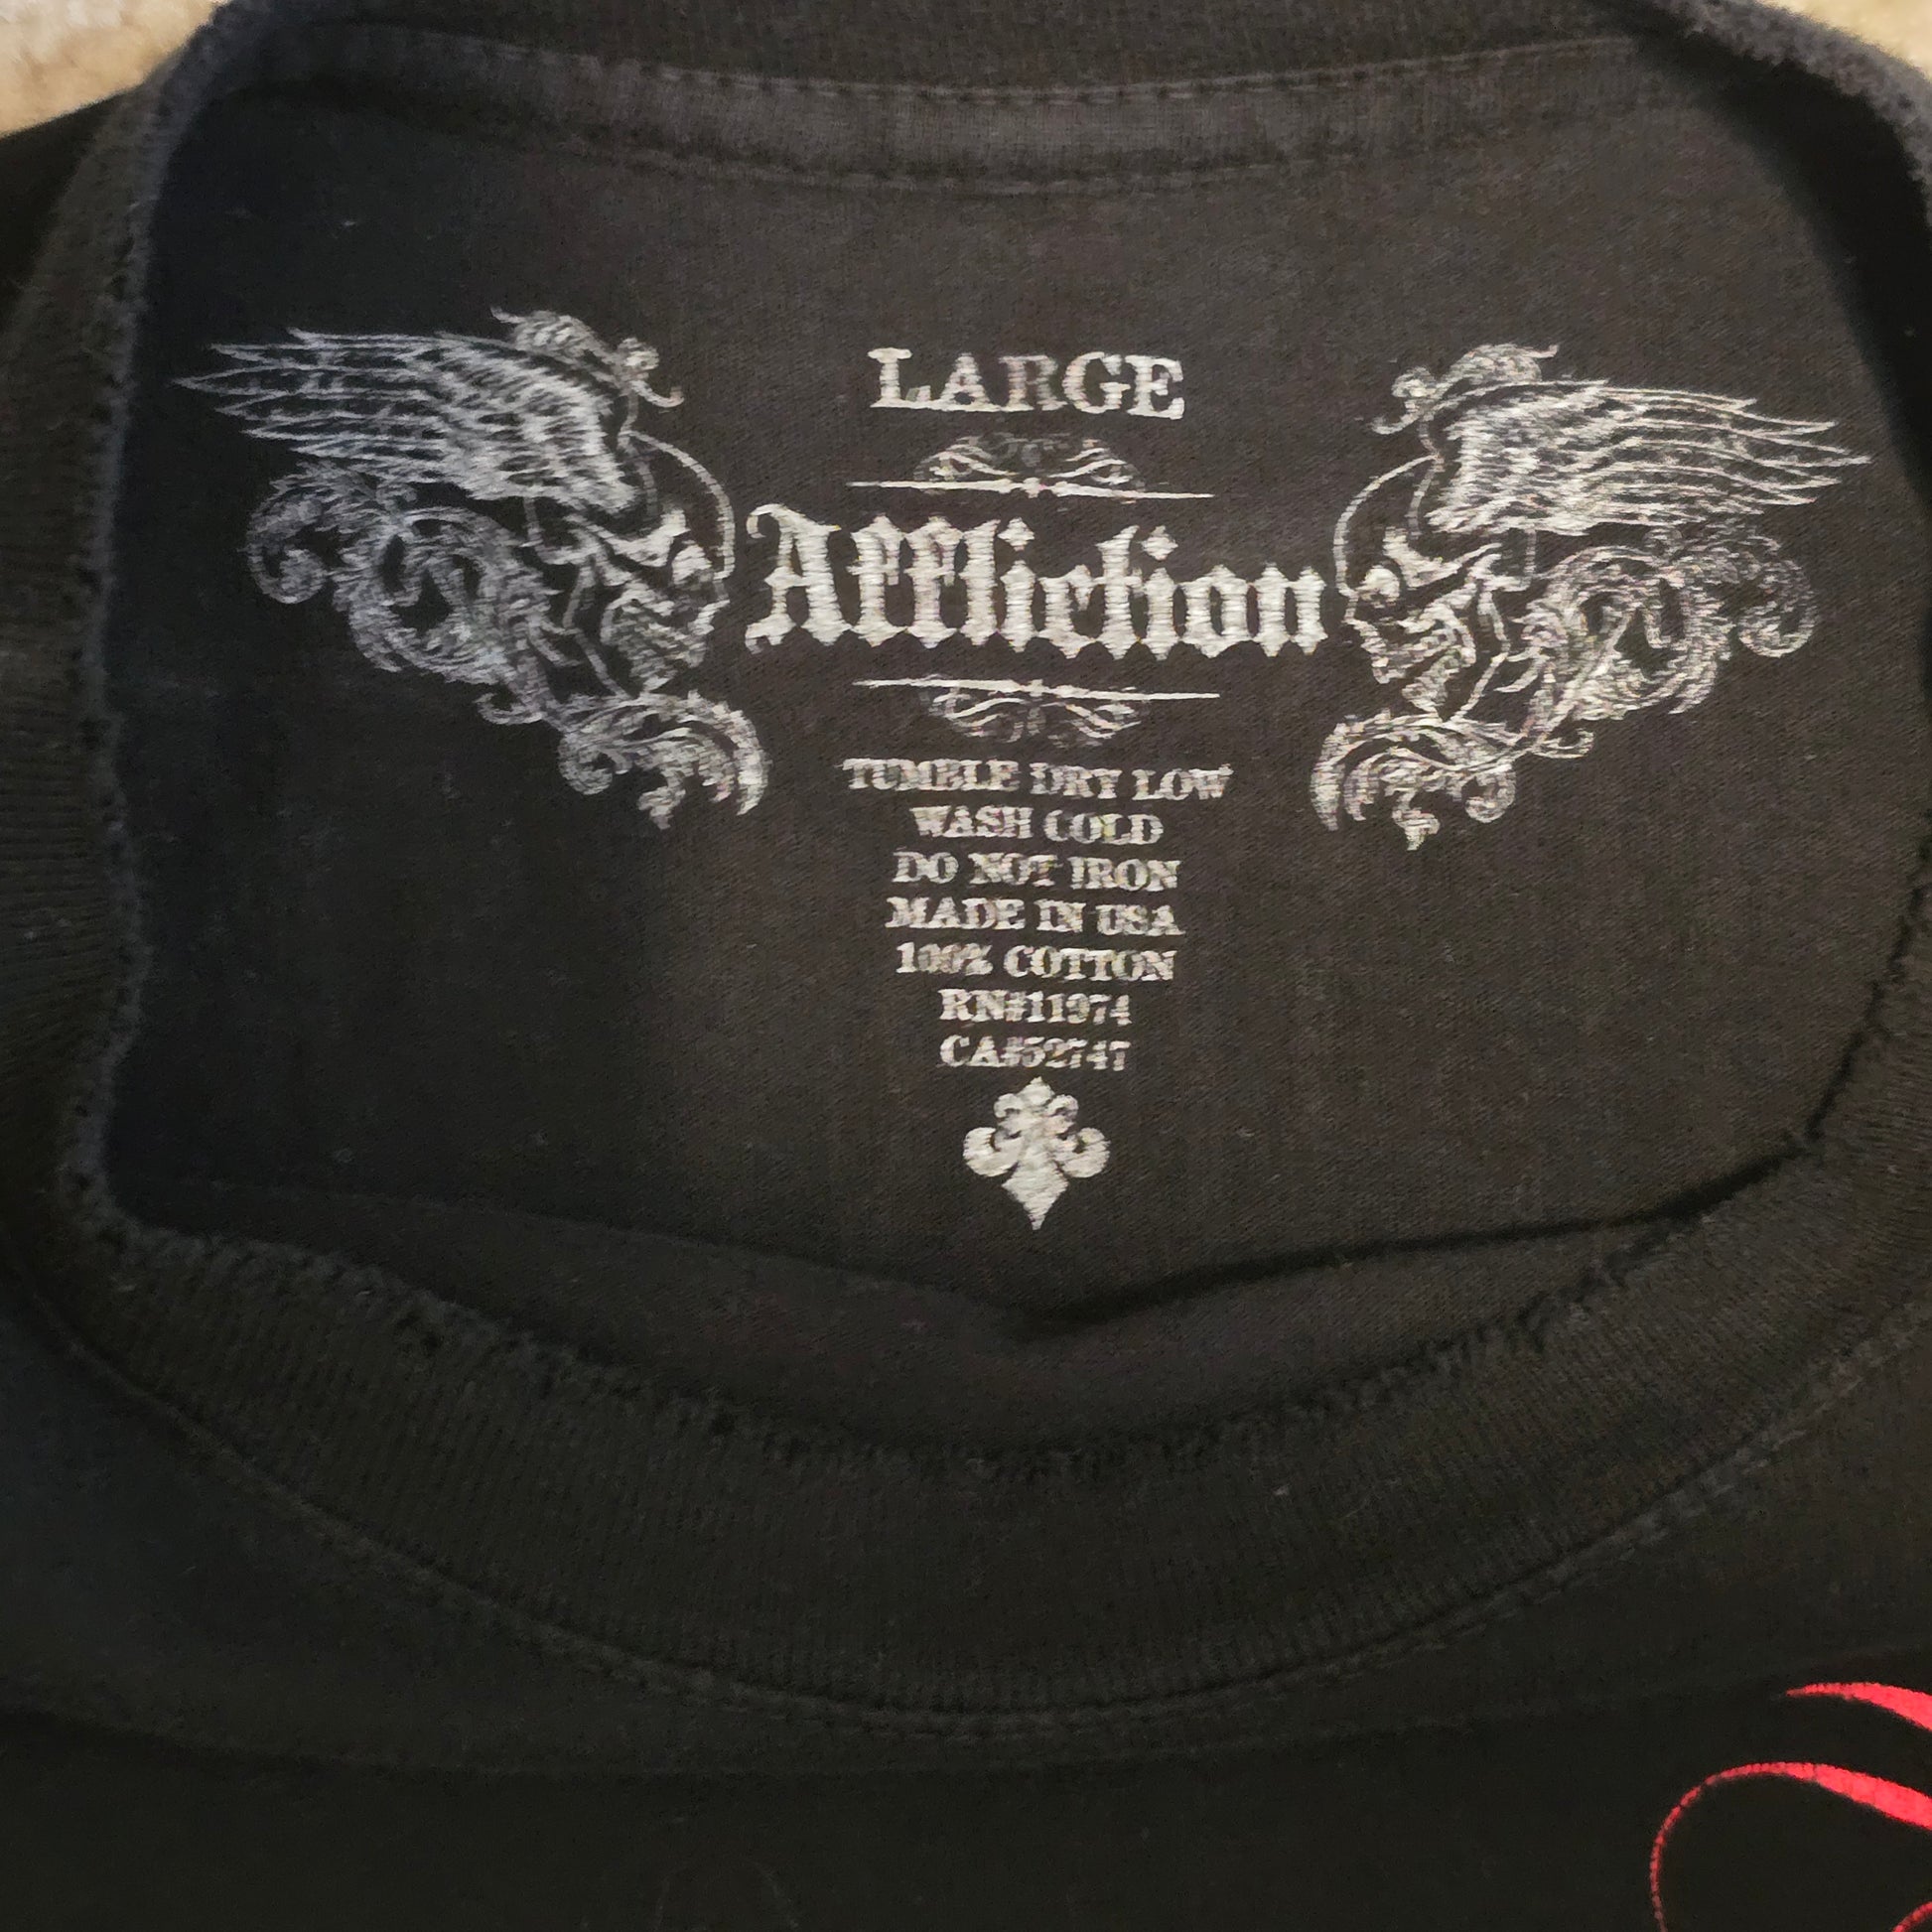 LARGE
Affliction
TUMBLE DRY LOW
WASH COLD
DO NOT IRON
MADE IN USA
100% COTTON
RN#11974
CA#52747